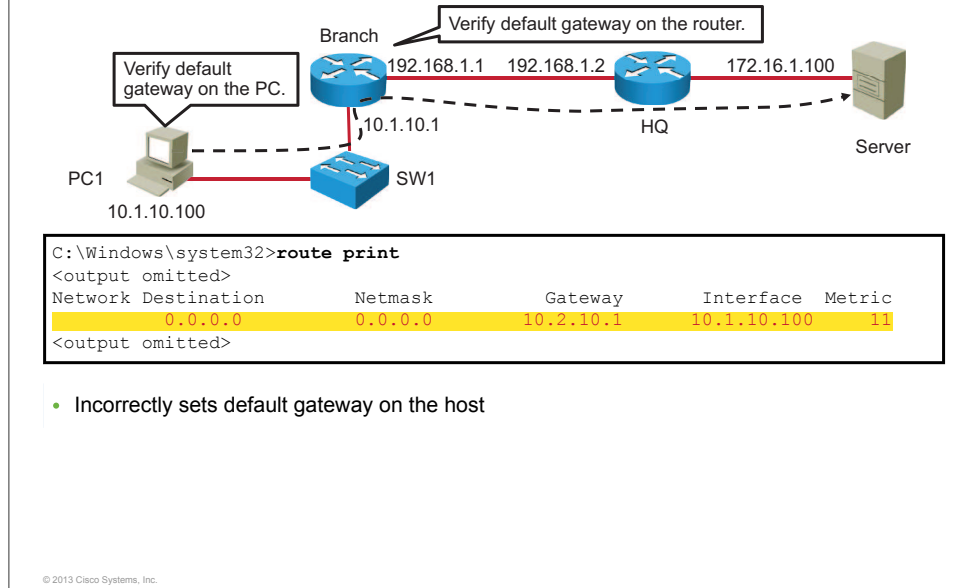 Verify default gateway on the router.
Branch
Verify default
gateway on the PC.
192.168.1.1
192.168.1.2
172.16.1.100
10.1.10.1
HQ
Server
PC1
SW1
10.1.10.100
C:\Windows\system32>route print
<output omitted>
Network Destination Netmask Gateway Interface Metric
0.0.0.0 0.0.0.0 10.2.10.1 10.1.10.100 11
<output omitted>
• Incorrectly sets default gateway on the host
© 2013 Cisco Systems, Inc.